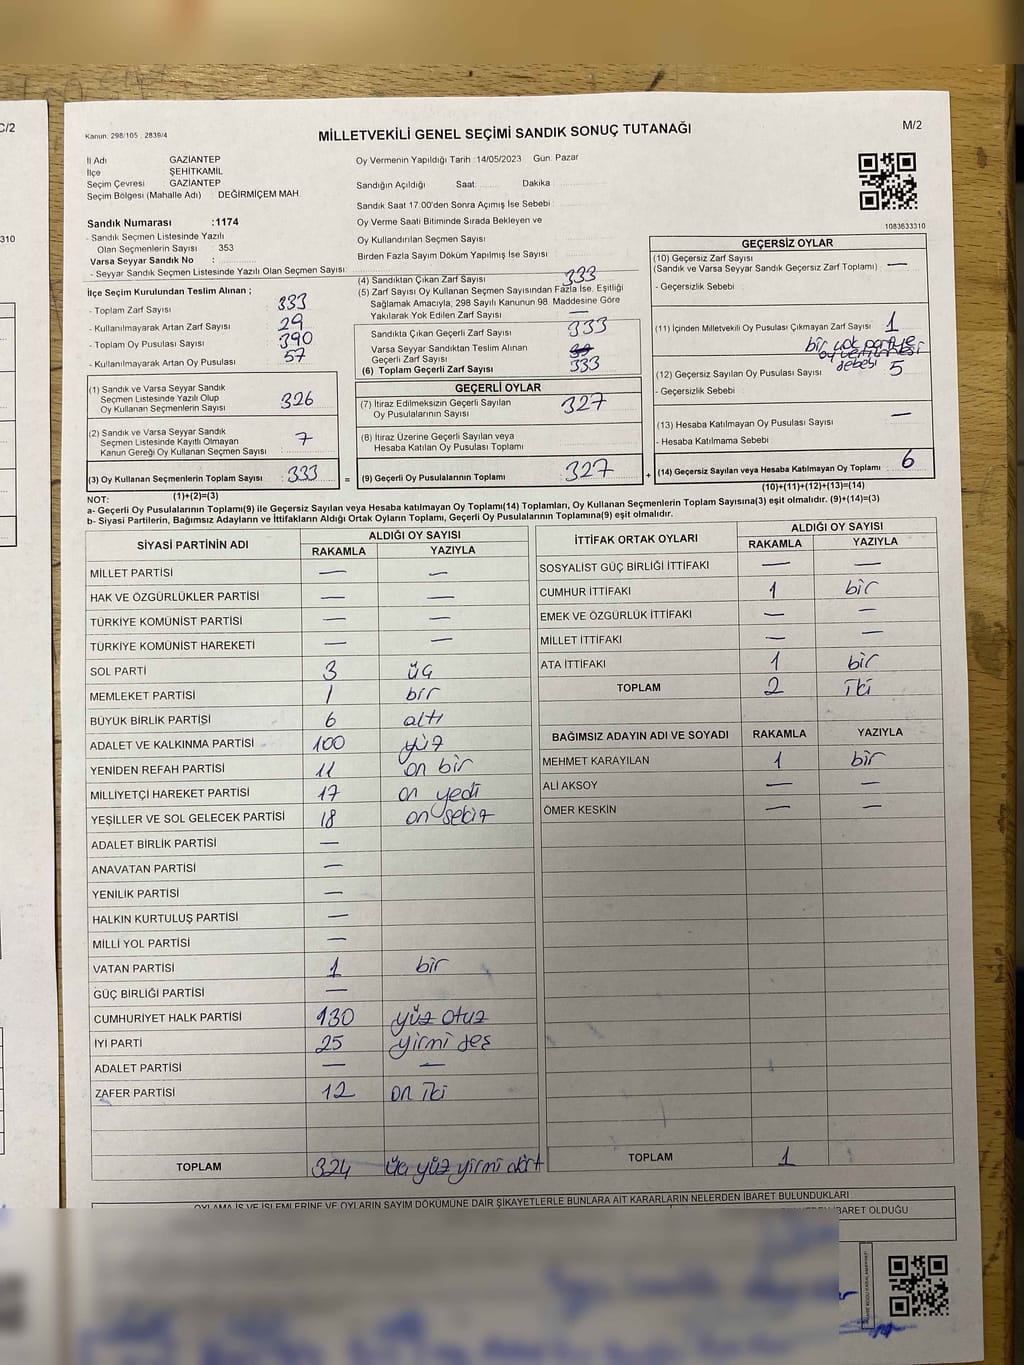 C/2
310
Kanun: 298/105 : 2839/4
MİLLETVEKİLİ GENEL SEÇİMİ SANDIK SONUÇ TUTANAĞI
M/2
İl Adı GAZİANTEP
İlçe ŞEHİTKAMİL
Seçim Çevresi GAZİANTEP
Seçim Bölgesi (Mahalle Adı) : DEĞİRMİÇEM MAH.
Sandık Numarası :1174
- Sandık Seçmen Listesinde Yazılı
Olan Seçmenlerin Sayısı : 353
Varsa Seyyar Sandık No :
- Seyyar Sandık Seçmen Listesinde Yazılı Olan Seçmen Sayısı:
Oy Vermenin Yapıldığı Tarih :14/05/2023 Gün: Pazar
Sandığın Açıldığı Saat: Dakika :
Sandık Saat 17:00'den Sonra Açımış İse Sebebi :
Oy Verme Saati Bitiminde Sırada Bekleyen ve
Oy Kullandırılan Seçmen Sayısı :
Birden Fazla Sayım Döküm Yapılmış İse Sayısı :
1083633310
İlçe Seçim Kurulundan Teslim Alınan ;
- Toplam Zarf Sayısı : 333
- Kullanılmayarak Artan Zarf Sayısı : 29
- Toplam Oy Pusulası Sayısı : 390
- Kullanılmayarak Artan Oy Pusulası : 57
(1) Sandık ve Varsa Seyyar Sandık
Seçmen Listesinde Yazılı Olup
Oy Kullanan Seçmenlerin Sayısı : 326
(2) Sandık ve Varsa Seyyar Sandık
Seçmen Listesinde Kayıtlı Olmayan
Kanun Gereği Oy Kullanan Seçmen Sayısı : 7
(3) Oy Kullanan Seçmenlerin Toplam Sayısı : 333
(1)+(2)=(3)
(4) Sandıktan Çıkan Zarf Sayısı : 333
(5) Zarf Sayısı Oy Kullanan Seçmen Sayısından Fazla İse, Eşitliği
Sağlamak Amacıyla, 298 Sayılı Kanunun 98. Maddesine Göre
Yakılarak Yok Edilen Zarf Sayısı : —
Sandıkta Çıkan Geçerli Zarf Sayısı : 333
Varsa Seyyar Sandıktan Teslim Alınan
Geçerli Zarf Sayısı :
(6) Toplam Geçerli Zarf Sayısı : 333
GEÇERLİ OYLAR
(7) İtiraz Edilmeksizin Geçerli Sayılan
Oy Pusulalarının Sayısı : 327
(8) İtiraz Üzerine Geçerli Sayılan veya
Hesaba Katılan Oy Pusulası Toplamı :
= (9) Geçerli Oy Pusulalarının Toplamı : 327
GEÇERSİZ OYLAR
(10) Geçersiz Zarf Sayısı
(Sandık ve Varsa Seyyar Sandık Geçersiz Zarf Toplamı) : —
- Geçersizlik Sebebi :
(11) İçinden Milletvekili Oy Pusulası Çıkmayan Zarf Sayısı : 1
bir çok partiye
oy verilmesi
sebebi
(12) Geçersiz Sayılan Oy Pusulası Sayısı : 5
- Geçersizlik Sebebi :
(13) Hesaba Katılmayan Oy Pusulası Sayısı : —
- Hesaba Katılmama Sebebi :
+ (14) Geçersiz Sayılan veya Hesaba Katılmayan Oy Toplamı : 6
(10)+(11)+(12)+(13)=(14)
NOT:
a- Geçerli Oy Pusulalarının Toplamı(9) ile Geçersiz Sayılan veya Hesaba katılmayan Oy Toplamı(14) Toplamları, Oy Kullanan Seçmenlerin Toplam Sayısına(3) eşit olmalıdır. (9)+(14)=(3)
b- Siyasi Partilerin, Bağımsız Adayların ve İttifakların Aldığı Ortak Oyların Toplamı, Geçerli Oy Pusulalarının Toplamına(9) eşit olmalıdır.
SİYASİ PARTİNİN ADI ALDIĞI OY SAYISI
RAKAMLA YAZIYLA
MİLLET PARTİSİ — —
HAK VE ÖZGÜRLÜKLER PARTİSİ — —
TÜRKİYE KOMÜNİST PARTİSİ — —
TÜRKİYE KOMÜNİST HAREKETİ — —
SOL PARTİ 3 üç
MEMLEKET PARTİSİ 1 bir
BÜYÜK BİRLİK PARTİSİ 6 altı
ADALET VE KALKINMA PARTİSİ 100 yüz
YENİDEN REFAH PARTİSİ 11 on bir
MİLLİYETÇİ HAREKET PARTİSİ 17 on yedi
YEŞİLLER VE SOL GELECEK PARTİSİ 18 on sekiz
ADALET BİRLİK PARTİSİ —
ANAVATAN PARTİSİ —
YENİLİK PARTİSİ —
HALKIN KURTULUŞ PARTİSİ —
MİLLİ YOL PARTİSİ —
VATAN PARTİSİ 1 bir
GÜÇ BİRLİĞİ PARTİSİ —
CUMHURİYET HALK PARTİSİ 130 yüz otuz
İYİ PARTİ 25 yirmi beş
ADALET PARTİSİ — —
ZAFER PARTİSİ 12 on iki
TOPLAM 324 üç yüz yirmi dört
İTTİFAK ORTAK OYLARI ALDIĞI OY SAYISI
RAKAMLA YAZIYLA
SOSYALİST GÜÇ BİRLİĞİ İTTİFAKI — —
CUMHUR İTTİFAKI 1 bir
EMEK VE ÖZGÜRLÜK İTTİFAKI — —
MİLLET İTTİFAKI — —
ATA İTTİFAKI 1 bir
TOPLAM 2 iki
BAĞIMSIZ ADAYIN ADI VE SOYADI RAKAMLA YAZIYLA
MEHMET KARAYILAN 1 bir
ALİ AKSOY — —
ÖMER KESKİN — —
TOPLAM 1
OYLAMA İŞ VE İŞLEMLERİNE VE OYLARIN SAYIM DÖKÜMÜNE DAİR ŞİKAYETLERLE BUNLARA AİT KARARLARIN NELERDEN İBARET BULUNDUKLARI
İBARET OLDUĞU